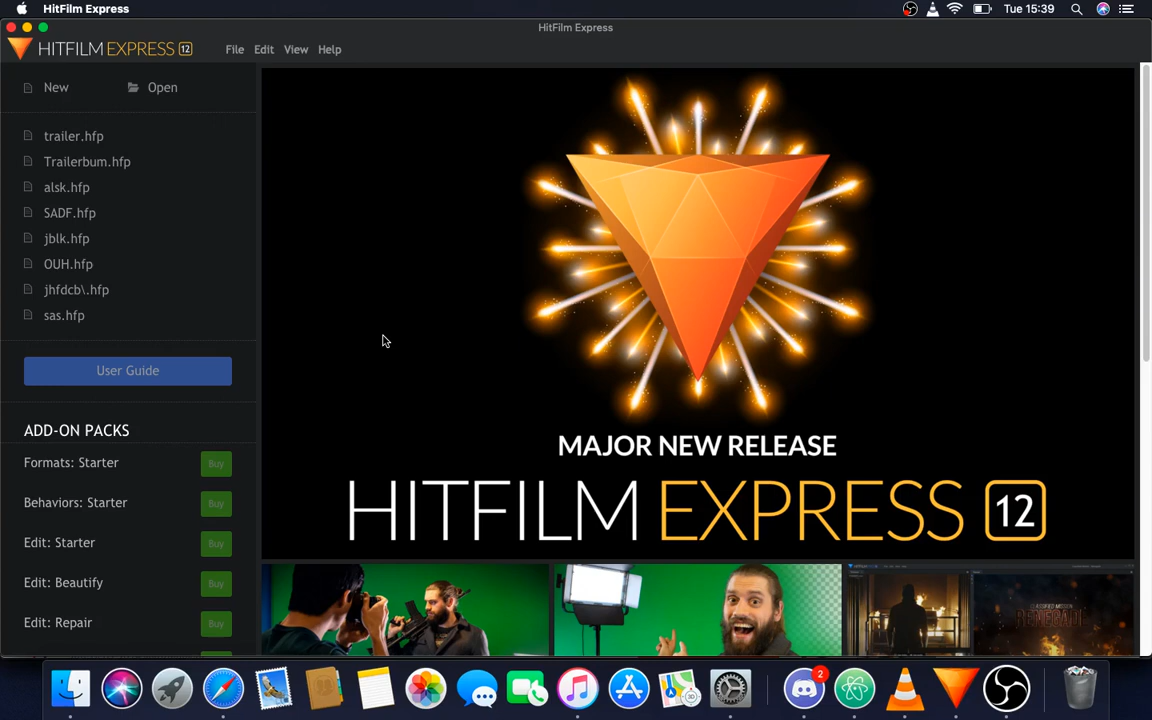 HitFilm Express
Tue 15:39
HitFilm Express
HITFILM EXPRESS 12
File Edit View Help
New Open
trailer.hfp
Trailerbum.hfp
alsk.hfp
SADF.hfp
jblk.hfp
OUH.hfp
jhfdcb\.hfp
sas.hfp
User Guide
ADD-ON PACKS
Formats: Starter Buy
Behaviors: Starter Buy
Edit: Starter Buy
Edit: Beautify Buy
Edit: Repair Buy
MAJOR NEW RELEASE
HITFILM EXPRESS 12
RENEGADE
2
3D